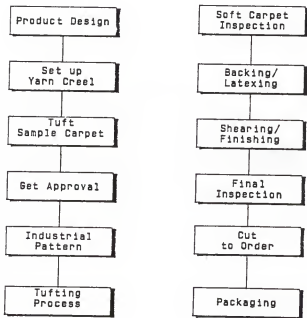 Product Design
Set up
Yarn Creel
Tuft
Sample Carpet
Get Approval
Industrial
Pattern
Tufting
Process
Soft Carpet
Inspection
Backing/
Latexing
Shearing/
Finishing
Final
Inspection
Cut
to Order
Packaging